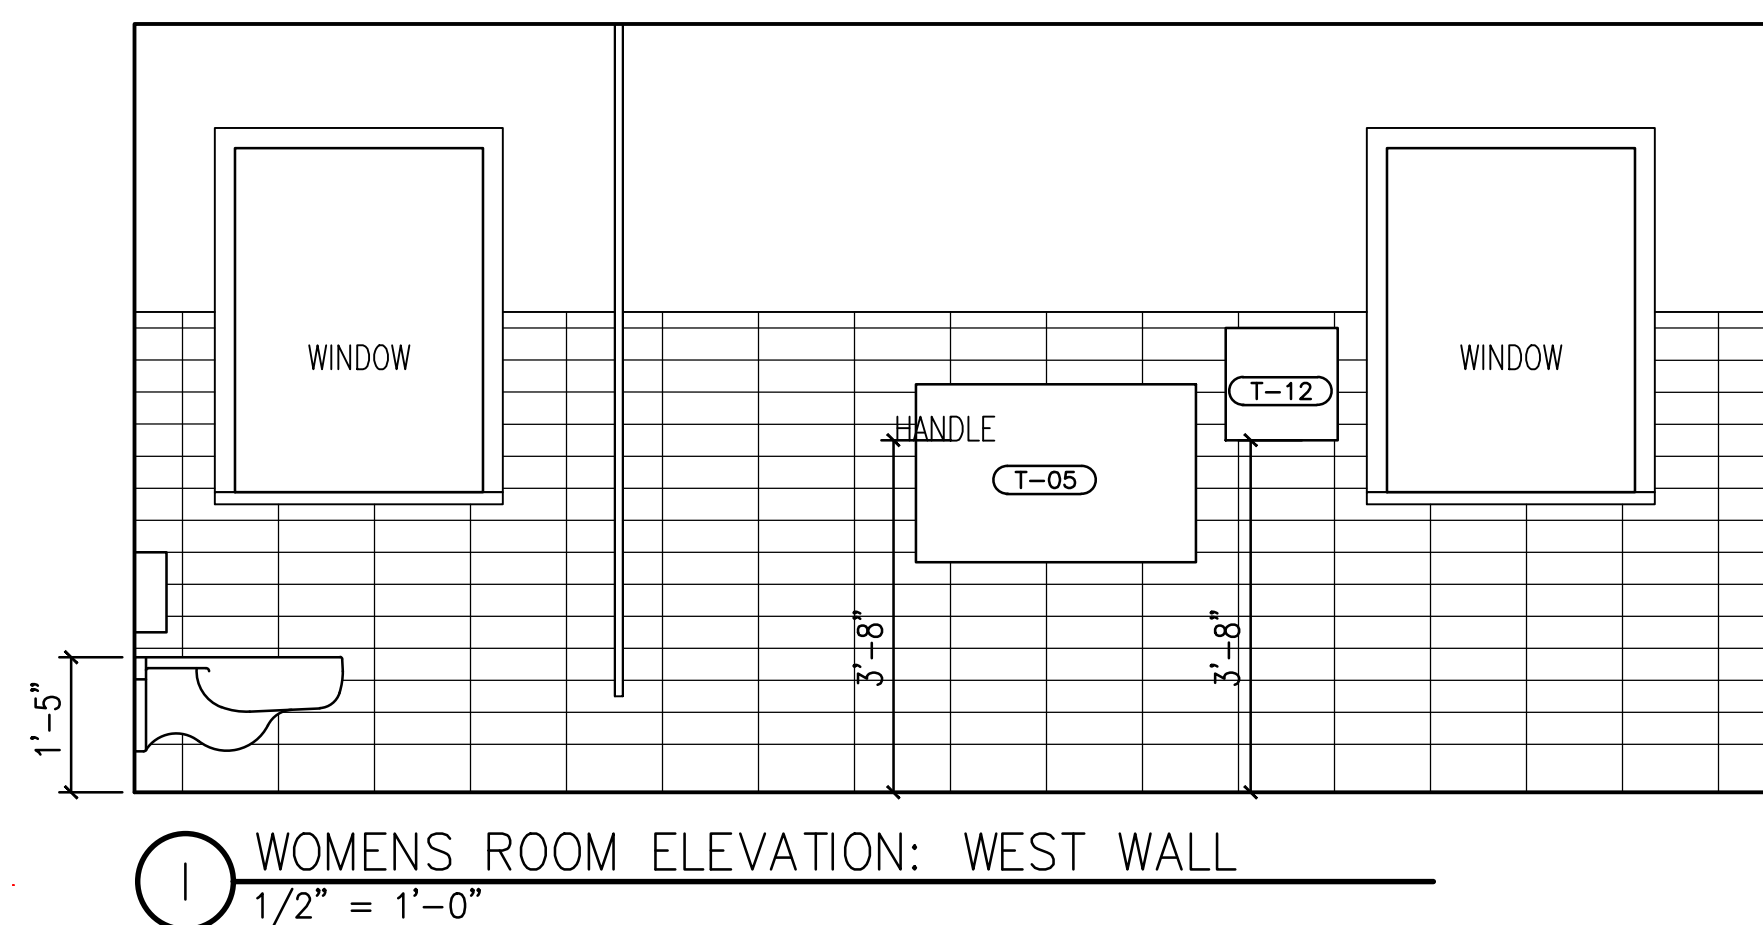 WINDOW
WINDOW
T-12
HANDLE
T-05
3'-8"
3'-8"
1'-5"
1
WOMENS ROOM ELEVATION: WEST WALL
1/2" = 1'-0"